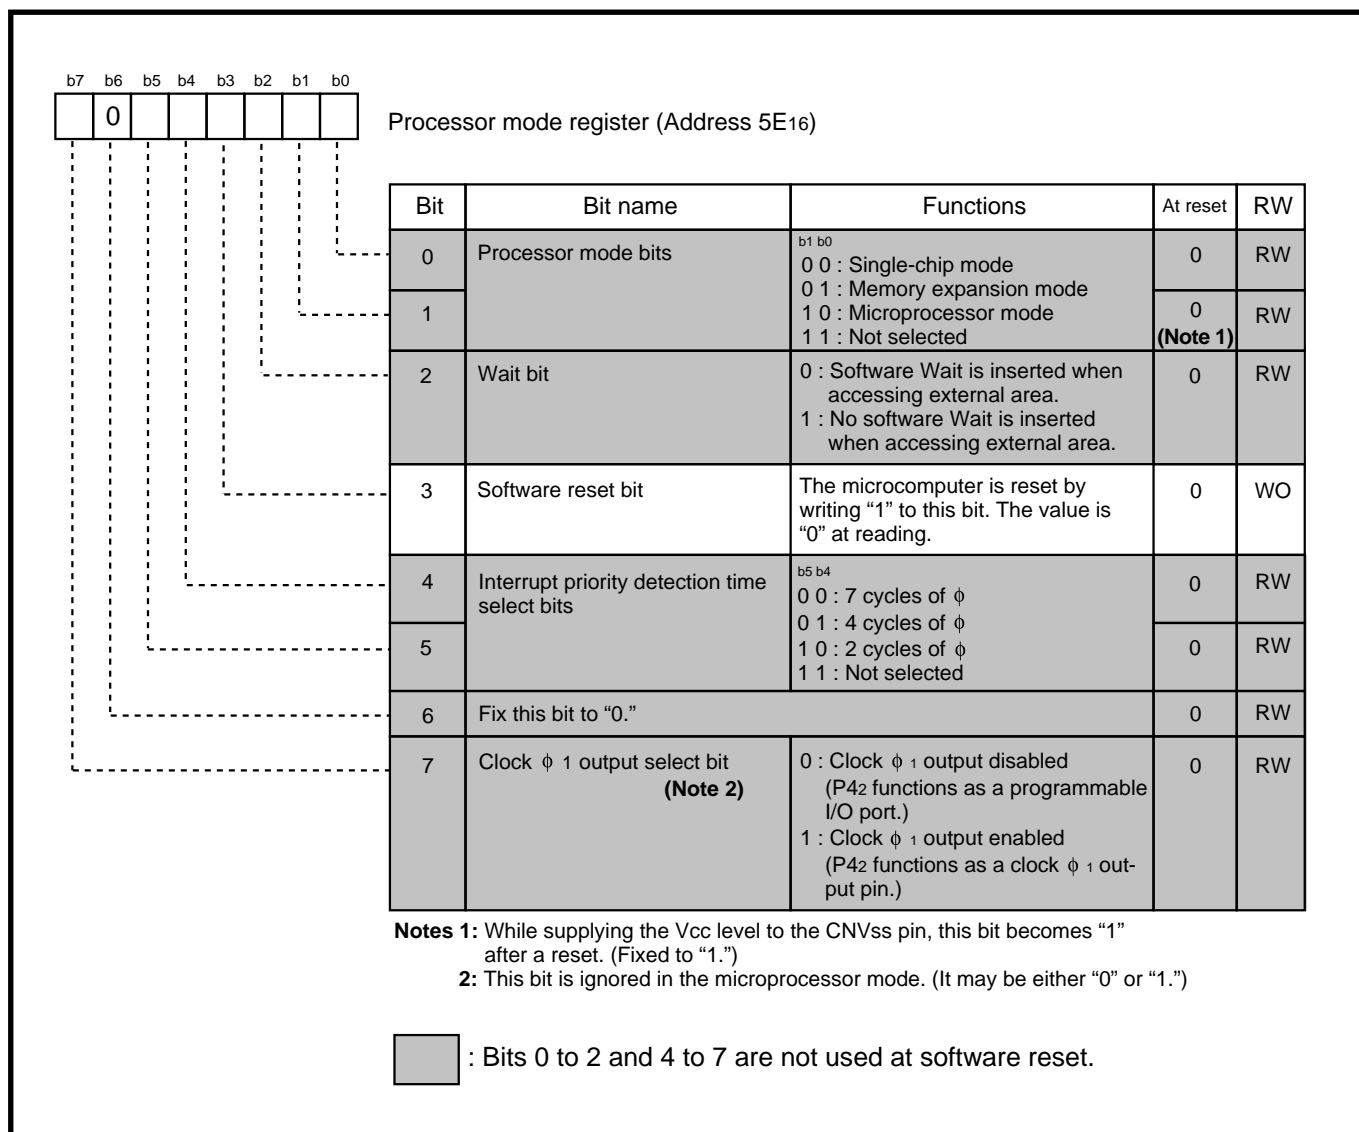 b7 b6 b5 b4 b3 b2 b1 b0
0
Processor mode register (Address 5E16)
Bit Bit name Functions At reset RW
0 Processor mode bits b1 b0 0 RW
0 0 : Single-chip mode
0 1 : Memory expansion mode
1 1 0 : Microprocessor mode 0 RW
1 1 : Not selected (Note 1)
2 Wait bit 0 : Software Wait is inserted when 0 RW
accessing external area.
1 : No software Wait is inserted
when accessing external area.
3 Software reset bit The microcomputer is reset by 0 WO
writing “1” to this bit. The value is
“0” at reading.
4 Interrupt priority detection time b5 b4 0 RW
select bits 0 0 : 7 cycles of ϕ
0 1 : 4 cycles of ϕ
5 1 0 : 2 cycles of ϕ 0 RW
1 1 : Not selected
6 Fix this bit to “0.” 0 RW
7 Clock ϕ 1 output select bit 0 : Clock ϕ 1 output disabled 0 RW
(Note 2) (P42 functions as a programmable
I/O port.)
1 : Clock ϕ 1 output enabled
(P42 functions as a clock ϕ 1 out-
put pin.)
Notes 1: While supplying the Vcc level to the CNVss pin, this bit becomes “1”
after a reset. (Fixed to “1.”)
2: This bit is ignored in the microprocessor mode. (It may be either “0” or “1.”)
: Bits 0 to 2 and 4 to 7 are not used at software reset.